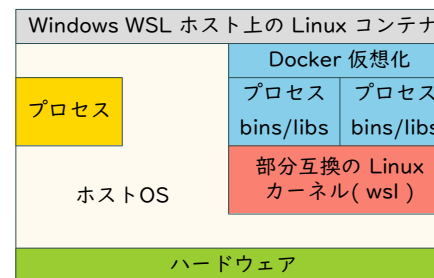 Windows WSL ホスト上の Linux コンテナ
Docker 仮想化
プロセス
プロセス
プロセス
bins/libs
bins/libs
部分互換の Linux
カーネル( wsl )
ホストOS
ハードウェア